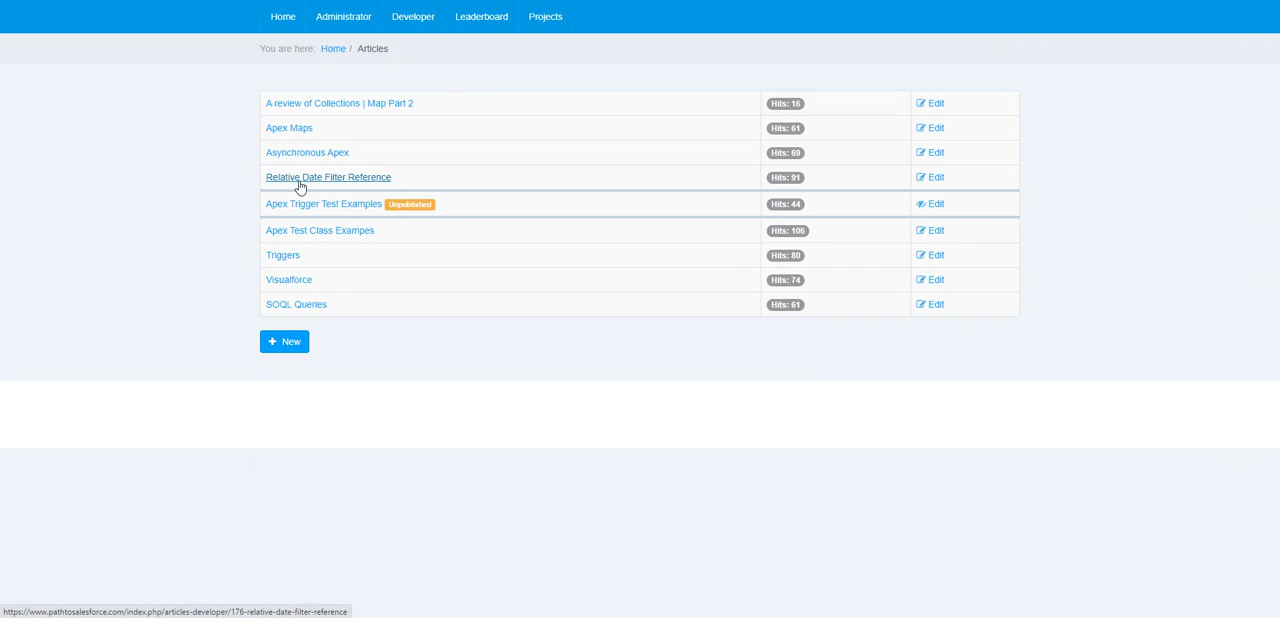 Home Administrator Developer Leaderboard Projects
You are here: Home / Articles
A review of Collections | Map Part 2 Hits: 16 Edit
Apex Maps Hits: 61 Edit
Asynchronous Apex Hits: 69 Edit
Relative Date Filter Reference Hits: 91 Edit
Apex Trigger Test Examples Unpublished Hits: 44 Edit
Apex Test Class Exampes Hits: 106 Edit
Triggers Hits: 80 Edit
Visualforce Hits: 74 Edit
SOQL Queries Hits: 61 Edit
+ New
https://www.pathtosalesforce.com/index.php/articles-developer/176-relative-date-filter-reference